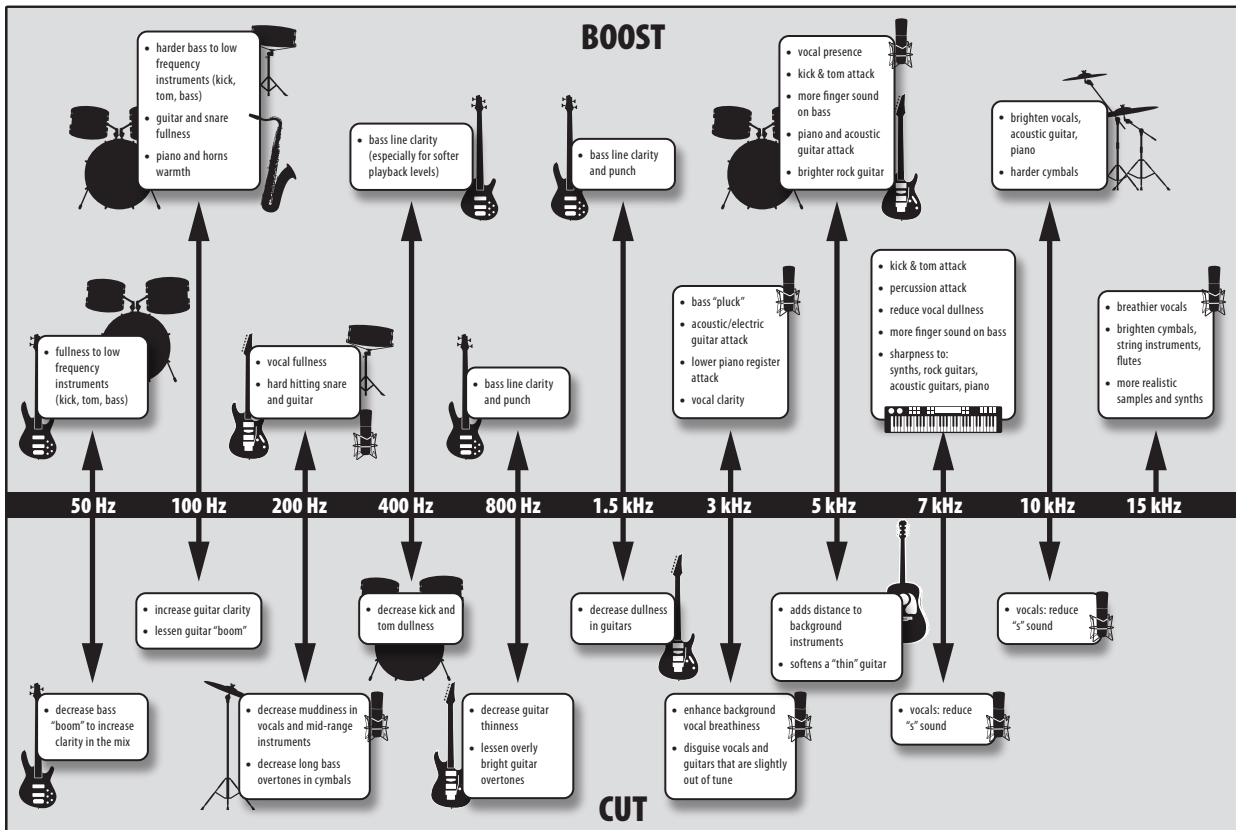 BOOST
• harder bass to low
frequency
instruments (kick,
tom, bass)
• guitar and snare
fullness
• piano and horns
warmth
• bass line clarity
(especially for softer
playback levels)
• bass line clarity
and punch
• vocal presence
• kick & tom attack
• more finger sound
on bass
• piano and acoustic
guitar attack
• brighter rock guitar
• brighten vocals,
acoustic guitar,
piano
• harder cymbals
• fullness to low
frequency
instruments
(kick, tom, bass)
• vocal fullness
• hard hitting snare
and guitar
• bass line clarity
and punch
• bass “pluck”
• acoustic/electric
guitar attack
• lower piano register
attack
• vocal clarity
• kick & tom attack
• percussion attack
• reduce vocal dullness
• more finger sound on bass
• sharpness to:
synths, rock guitars,
acoustic guitars, piano
• breathier vocals
• brighten cymbals,
string instruments,
flutes
• more realistic
samples and synths
50 Hz 100 Hz 200 Hz 400 Hz 800 Hz 1.5 kHz 3 kHz 5 kHz 7 kHz 10 kHz 15 kHz
• increase guitar clarity
• lessen guitar “boom”
• decrease kick and
tom dullness
• decrease dullness
in guitars
• adds distance to
background
instruments
• softens a “thin” guitar
• vocals: reduce
“s” sound
• decrease bass
“boom” to increase
clarity in the mix
• decrease muddiness in
vocals and mid-range
instruments
• decrease long bass
overtones in cymbals
• decrease guitar
thinness
• lessen overly
bright guitar
overtones
• enhance background
vocal breathiness
• disguise vocals and
guitars that are slightly
out of tune
• vocals: reduce
“s” sound
CUT